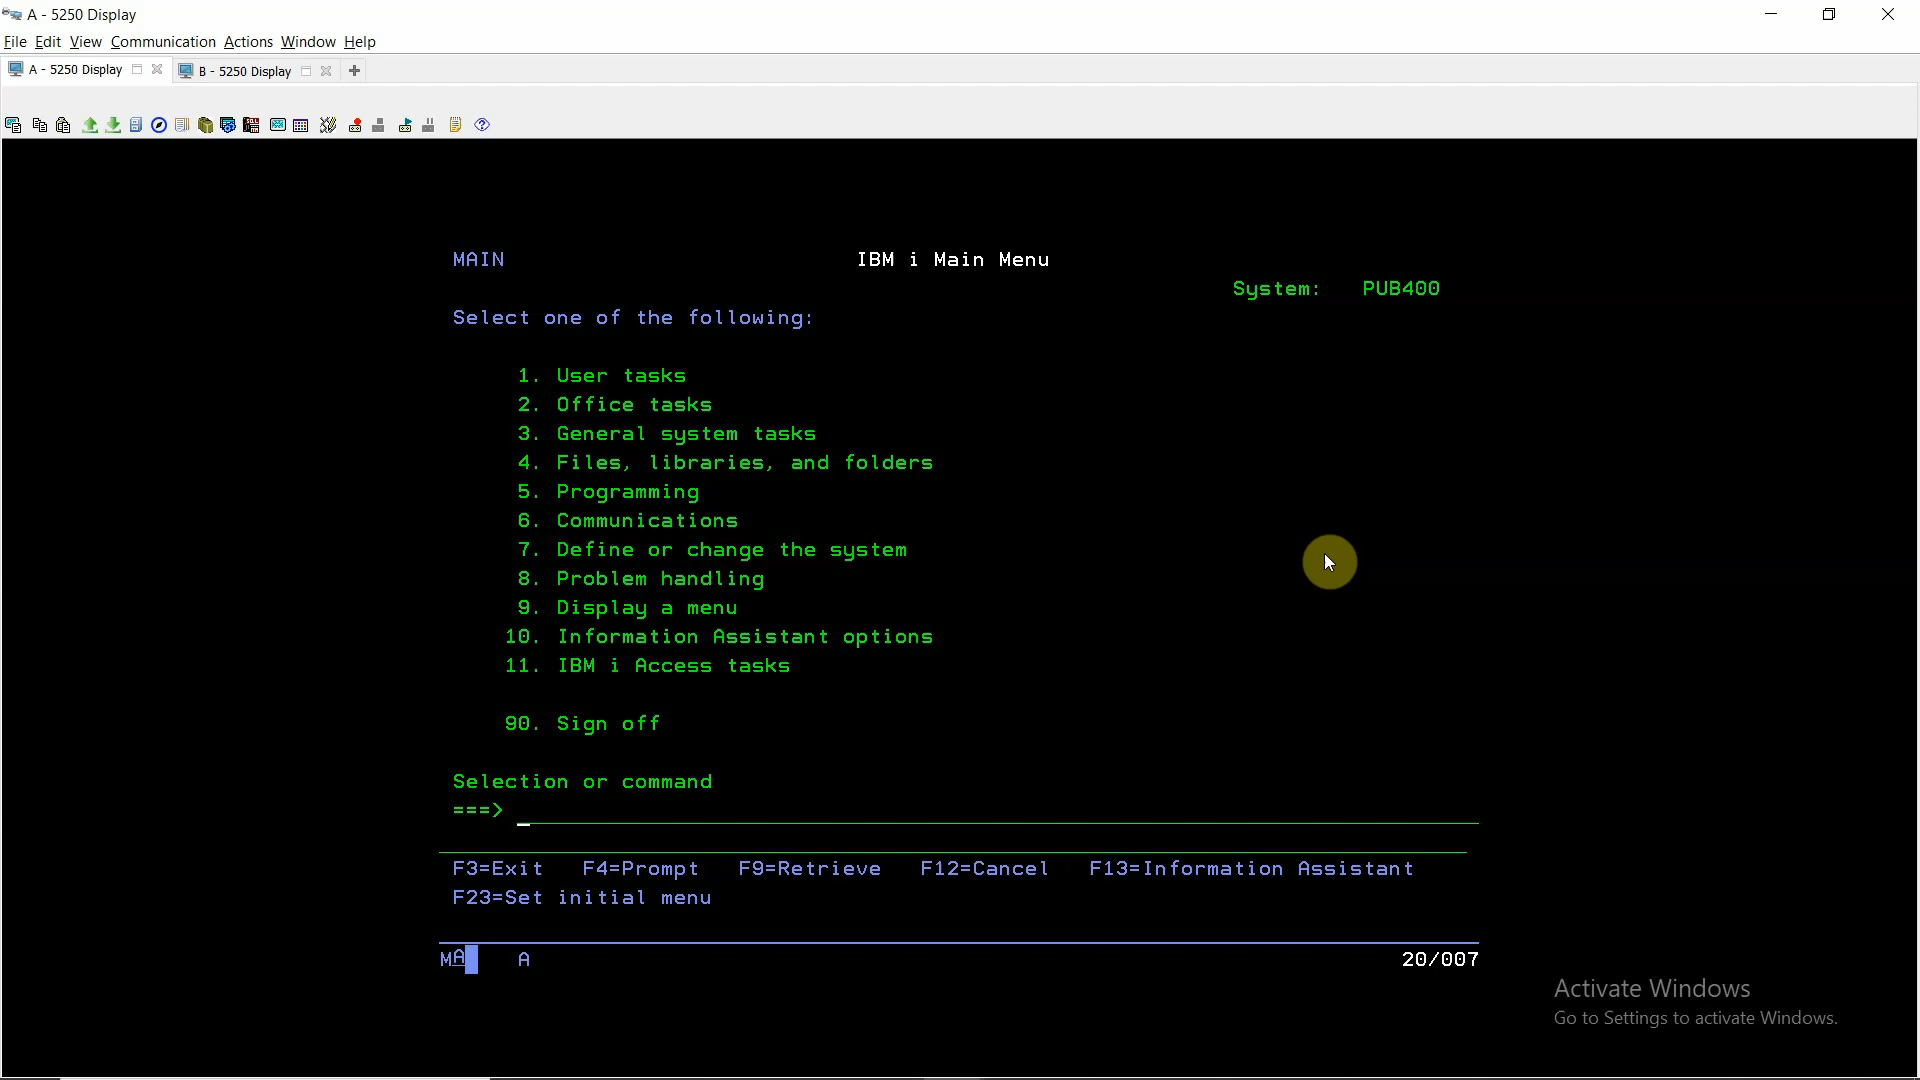 A - 5250 Display
File Edit View Communication Actions Window Help
A - 5250 Display B - 5250 Display +
MAIN IBM i Main Menu
System: PUB400
Select one of the following:
1. User tasks
2. Office tasks
3. General system tasks
4. Files, libraries, and folders
5. Programming
6. Communications
7. Define or change the system
8. Problem handling
9. Display a menu
10. Information Assistant options
11. IBM i Access tasks
90. Sign off
Selection or command
===>
F3=Exit F4=Prompt F9=Retrieve F12=Cancel F13=Information Assistant
F23=Set initial menu
MA A 20/007
Activate Windows
Go to Settings to activate Windows.